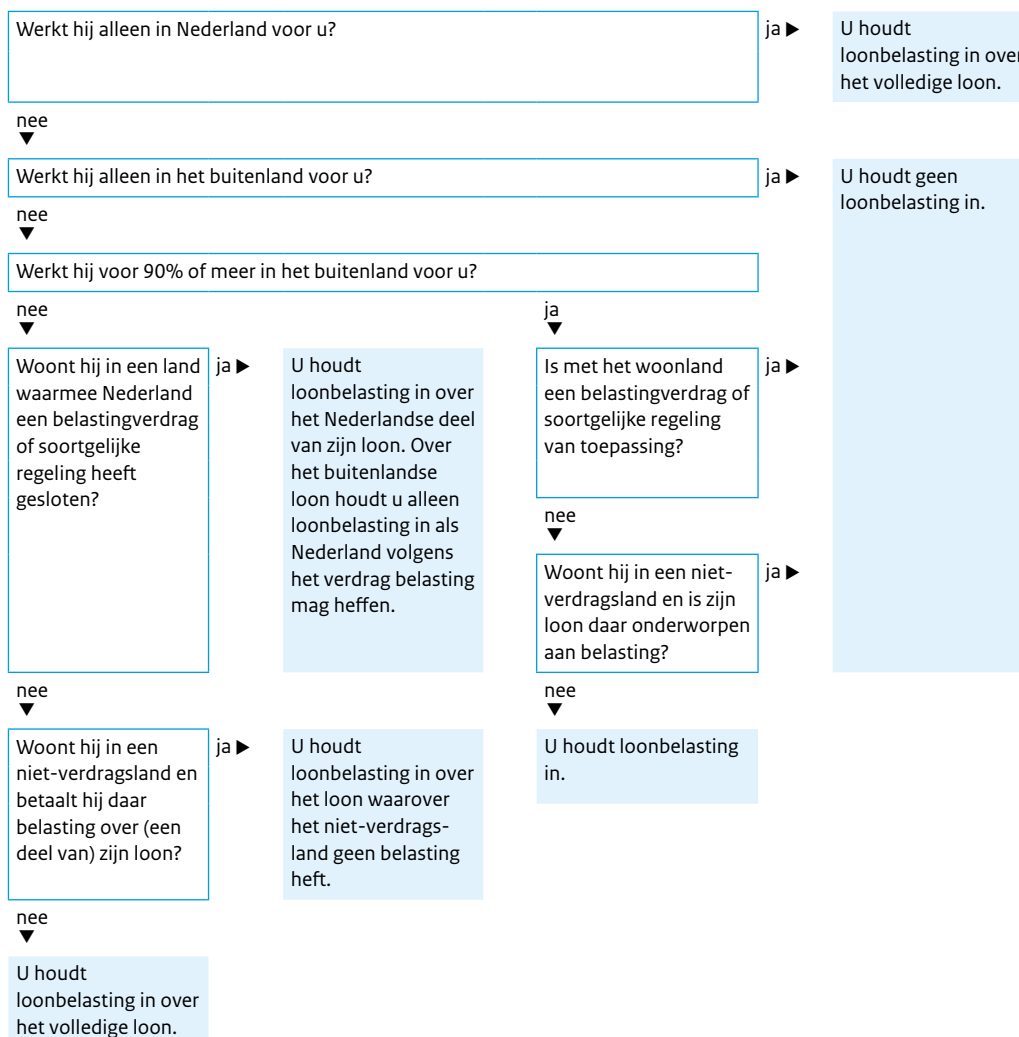 Werkt hij alleen in Nederland voor u?
ja ▶
U houdt
loonbelasting in over
het volledige loon.
nee
▼
Werkt hij alleen in het buitenland voor u?
ja ▶
U houdt geen
loonbelasting in.
nee
▼
Werkt hij voor 90% of meer in het buitenland voor u?
nee
▼
ja
▼
Woont hij in een land
waarmee Nederland
een belastingverdrag
of soortgelijke
regeling heeft
gesloten?
ja ▶
U houdt
loonbelasting in over
het Nederlandse deel
van zijn loon. Over
het buitenlandse
loon houdt u alleen
loonbelasting in als
Nederland volgens
het verdrag belasting
mag heffen.
Is met het woonland
een belastingverdrag of
soortgelijke regeling
van toepassing?
ja ▶
nee
▼
Woont hij in een niet-
verdragsland en is zijn
loon daar onderworpen
aan belasting?
ja ▶
nee
▼
nee
▼
Woont hij in een
niet-verdragsland en
betaalt hij daar
belasting over (een
deel van) zijn loon?
ja ▶
U houdt
loonbelasting in over
het loon waarover
het niet-verdrags-
land geen belasting
heft.
U houdt loonbelasting
in.
nee
▼
U houdt
loonbelasting in over
het volledige loon.